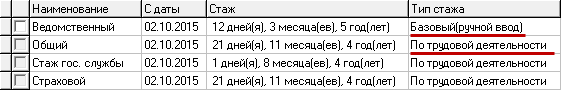 Наименование С даты Стаж Тип стажа
Ведомственный 02.10.2015 12 дней(я), 3 месяца(ев), 5 год(лет) Базовый(ручной ввод)
Общий 02.10.2015 21 дней(я), 11 месяца(ев), 4 год(лет) По трудовой деятельности
Стаж гос. службы 02.10.2015 1 дней(я), 8 месяца(ев), 4 год(лет) По трудовой деятельности
Страховой 02.10.2015 21 дней(я), 11 месяца(ев), 4 год(лет) По трудовой деятельности